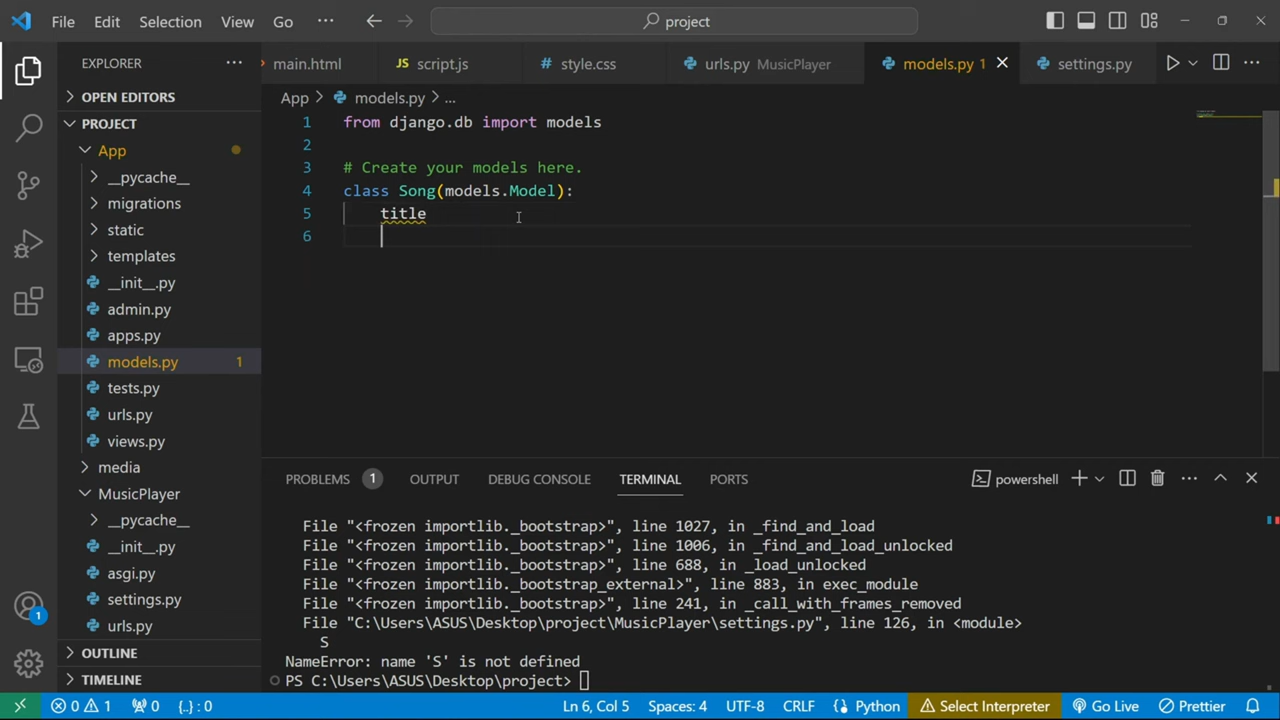 File Edit Selection View Go ··· project
EXPLORER ···
main.html
JS script.js
# style.css
urls.py MusicPlayer
models.py 1
settings.py
OPEN EDITORS
PROJECT
App
__pycache__
migrations
static
templates
__init__.py
admin.py
apps.py
models.py 1
tests.py
urls.py
views.py
media
MusicPlayer
__pycache__
__init__.py
asgi.py
settings.py
urls.py
OUTLINE
TIMELINE
1
App > models.py > ...
1 from django.db import models
2
3 # Create your models here.
4 class Song(models.Model):
5 title
6
PROBLEMS 1 OUTPUT DEBUG CONSOLE TERMINAL PORTS powershell
File "<frozen importlib._bootstrap>", line 1027, in _find_and_load
File "<frozen importlib._bootstrap>", line 1006, in _find_and_load_unlocked
File "<frozen importlib._bootstrap>", line 688, in _load_unlocked
File "<frozen importlib._bootstrap_external>", line 883, in exec_module
File "<frozen importlib._bootstrap>", line 241, in _call_with_frames_removed
File "C:\Users\ASUS\Desktop\project\MusicPlayer\settings.py", line 126, in <module>
S
NameError: name 'S' is not defined
PS C:\Users\ASUS\Desktop\project>
0 1 0 {..} : 0 Ln 6, Col 5 Spaces: 4 UTF-8 CRLF Python Select Interpreter Go Live Prettier